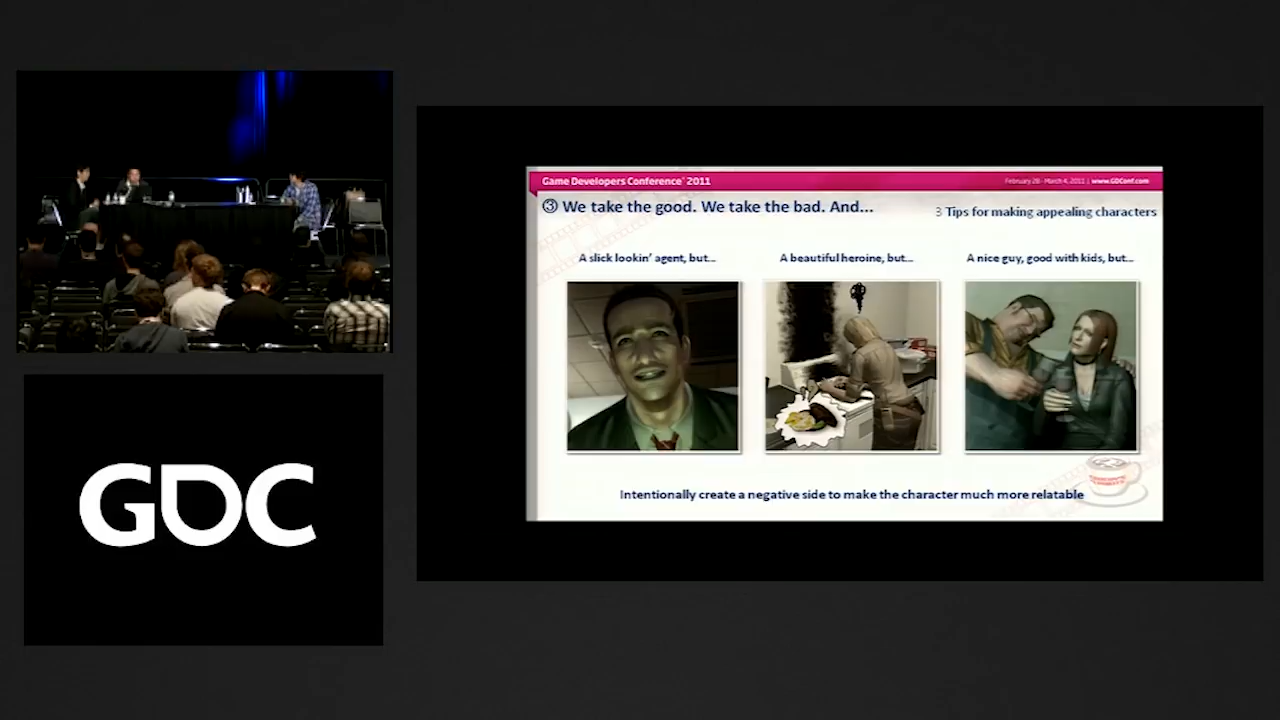 Game Developers Conference® 2011
February 28 - March 4, 2011 | www.GDConf.com
③ We take the good. We take the bad. And...
3 Tips for making appealing characters
A slick lookin' agent, but...
A beautiful heroine, but...
A nice guy, good with kids, but...
Intentionally create a negative side to make the character much more relatable
GDC